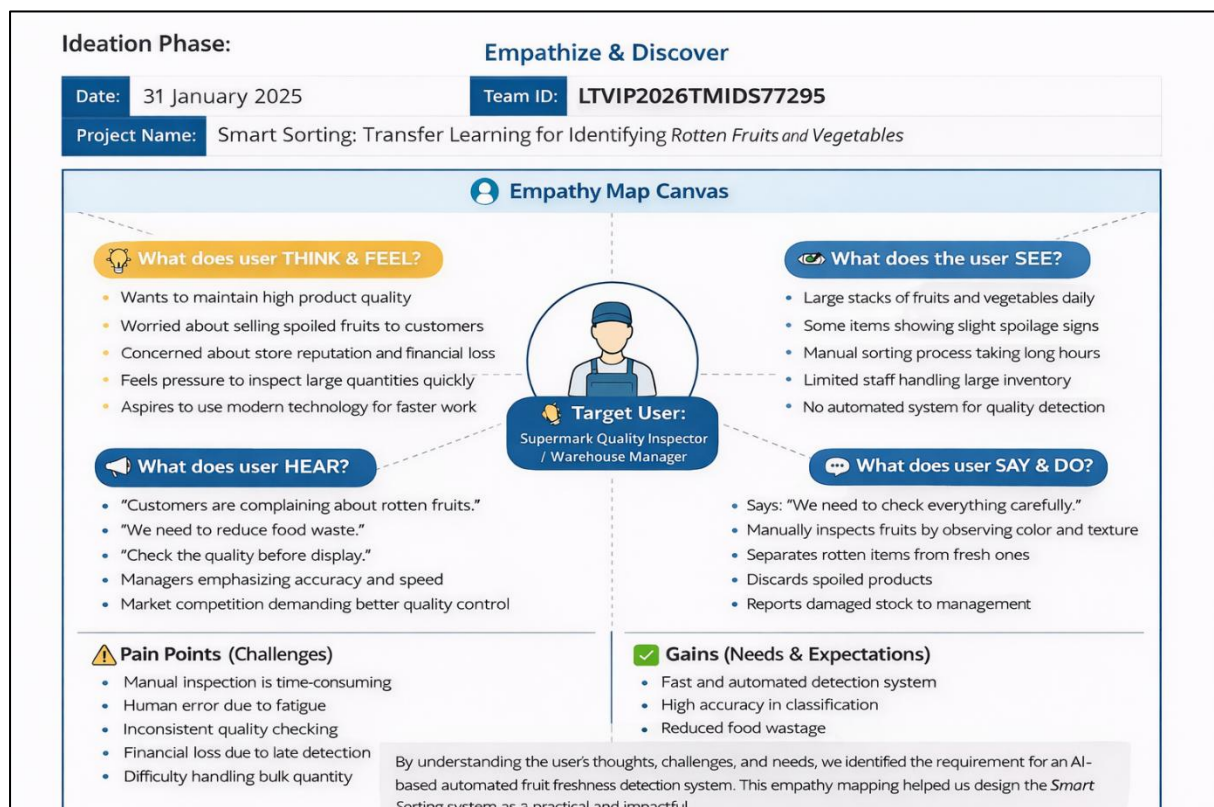 Ideation Phase:
Empathize & Discover
Date: 31 January 2025
Team ID: LTVIP2026TMIDS77295
Project Name: Smart Sorting: Transfer Learning for Identifying Rotten Fruits and Vegetables
Empathy Map Canvas
What does user THINK & FEEL?
• Wants to maintain high product quality
• Worried about selling spoiled fruits to customers
• Concerned about store reputation and financial loss
• Feels pressure to inspect large quantities quickly
• Aspires to use modern technology for faster work
What does the user SEE?
• Large stacks of fruits and vegetables daily
• Some items showing slight spoilage signs
• Manual sorting process taking long hours
• Limited staff handling large inventory
• No automated system for quality detection
Target User:
Supermark Quality Inspector
/ Warehouse Manager
What does user HEAR?
• "Customers are complaining about rotten fruits."
• "We need to reduce food waste."
• "Check the quality before display."
• Managers emphasizing accuracy and speed
• Market competition demanding better quality control
What does user SAY & DO?
• Says: "We need to check everything carefully."
• Manually inspects fruits by observing color and texture
• Separates rotten items from fresh ones
• Discards spoiled products
• Reports damaged stock to management
Pain Points (Challenges)
• Manual inspection is time-consuming
• Human error due to fatigue
• Inconsistent quality checking
• Financial loss due to late detection
• Difficulty handling bulk quantity
Gains (Needs & Expectations)
• Fast and automated detection system
• High accuracy in classification
• Reduced food wastage
By understanding the user's thoughts, challenges, and needs, we identified the requirement for an AI-
based automated fruit freshness detection system. This empathy mapping helped us design the Smart
Sorting system as a practical and impactful